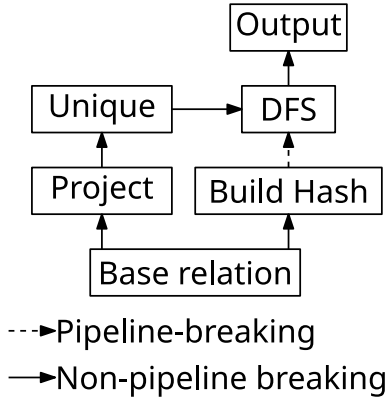 Output
Unique
DFS
Project
Build Hash
Base relation
Pipeline-breaking
Non-pipeline breaking